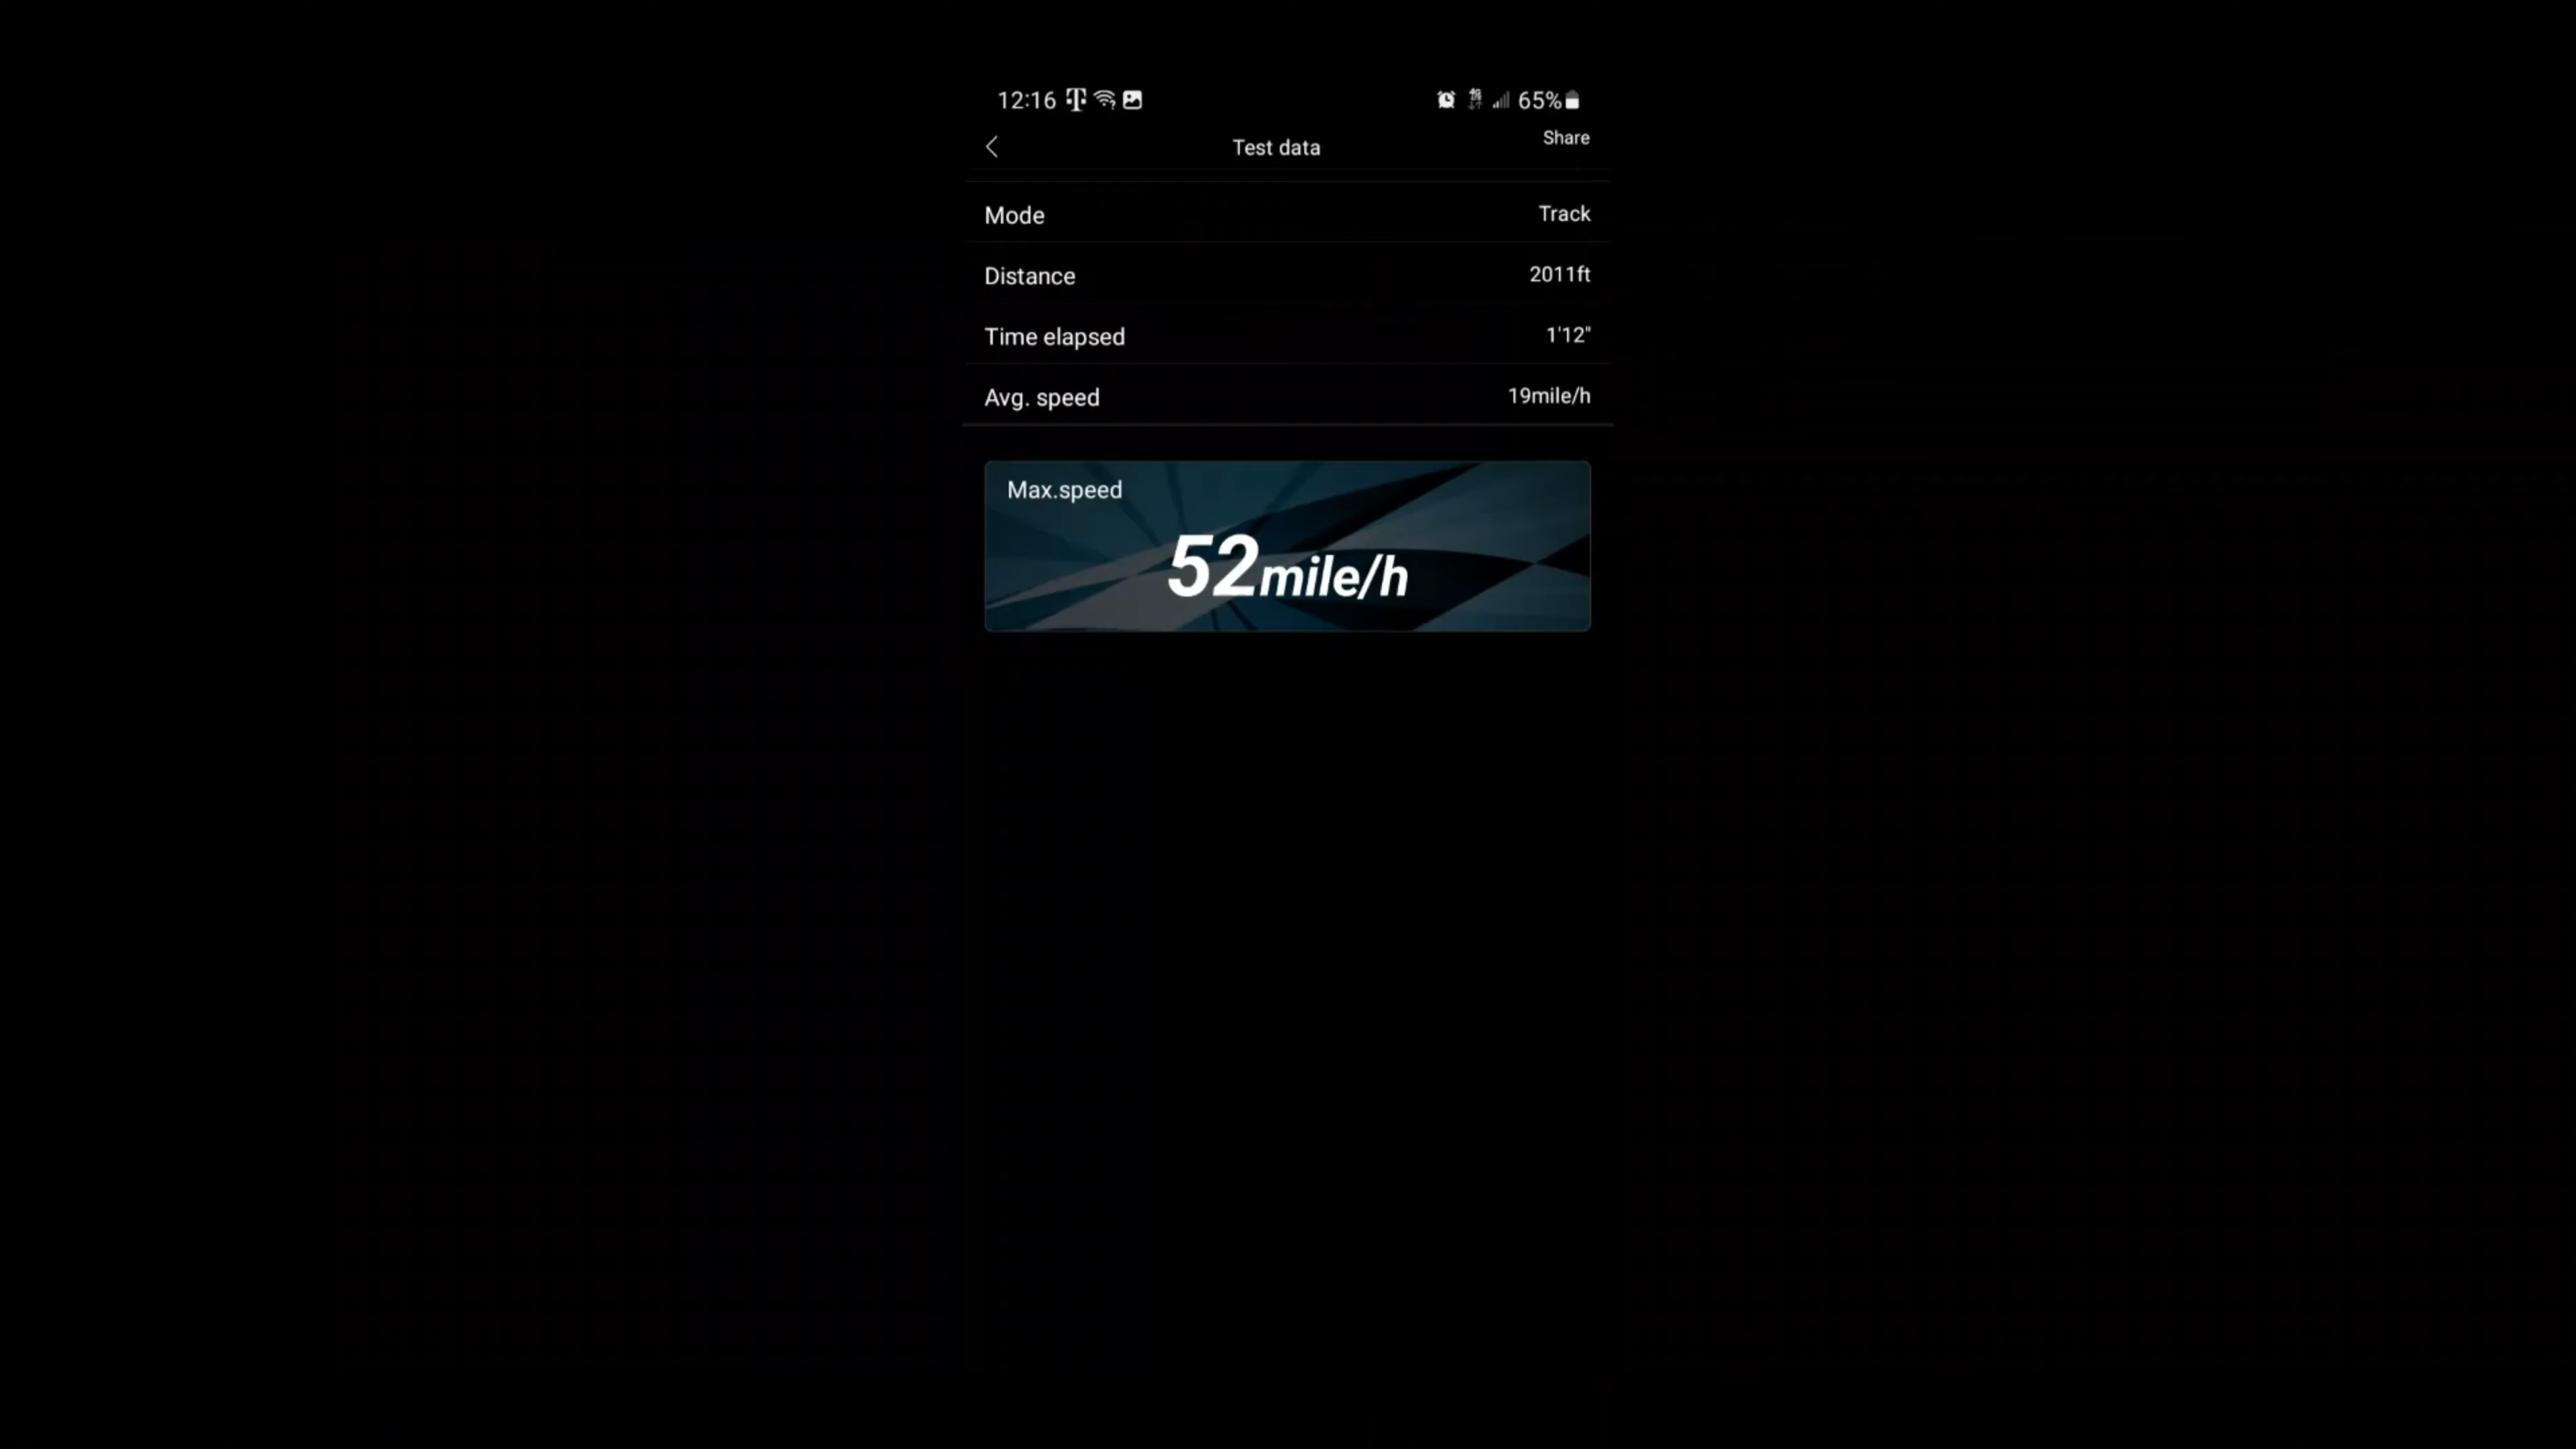 12:16 65%
Test data Share
Mode Track
Distance 2011ft
Time elapsed 1'12"
Avg. speed 19mile/h
Max.speed
52mile/h